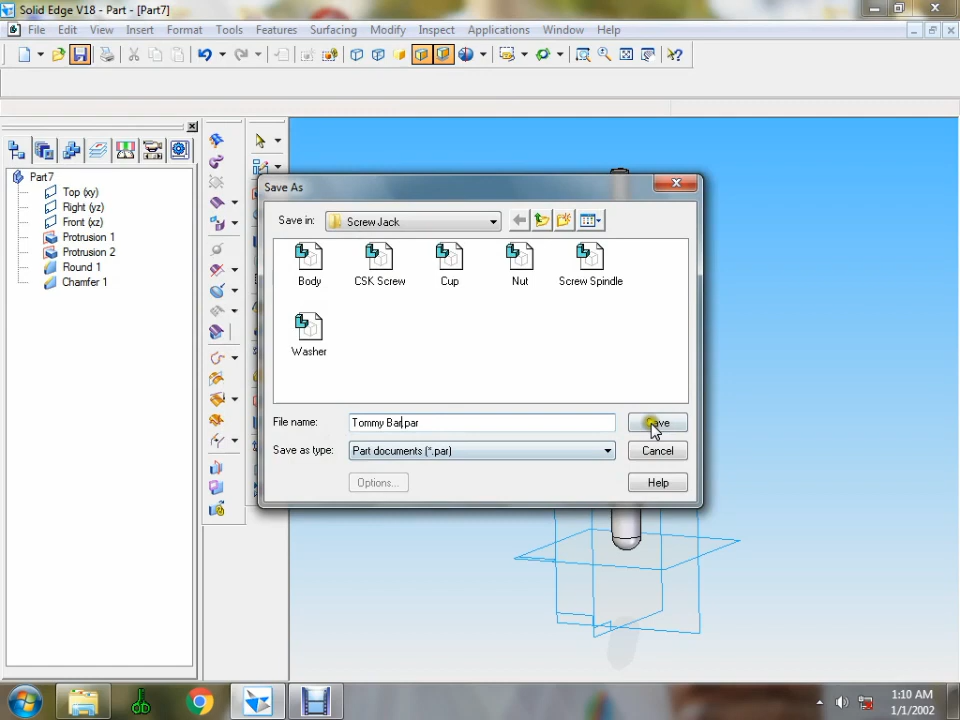 Solid Edge V18 - Part - [Part7]
File Edit View Insert Format Tools Features Surfacing Modify Inspect Applications Window Help
Part7
Top (xy)
Right (yz)
Front (xz)
Protrusion 1
Protrusion 2
Round 1
Chamfer 1
Save As
Save in: Screw Jack
Body CSK Screw Cup Nut Screw Spindle
Washer
File name: Tommy Bar.par Save
Save as type: Part documents (*.par) Cancel
Options... Help
1:10 AM
1/1/2002